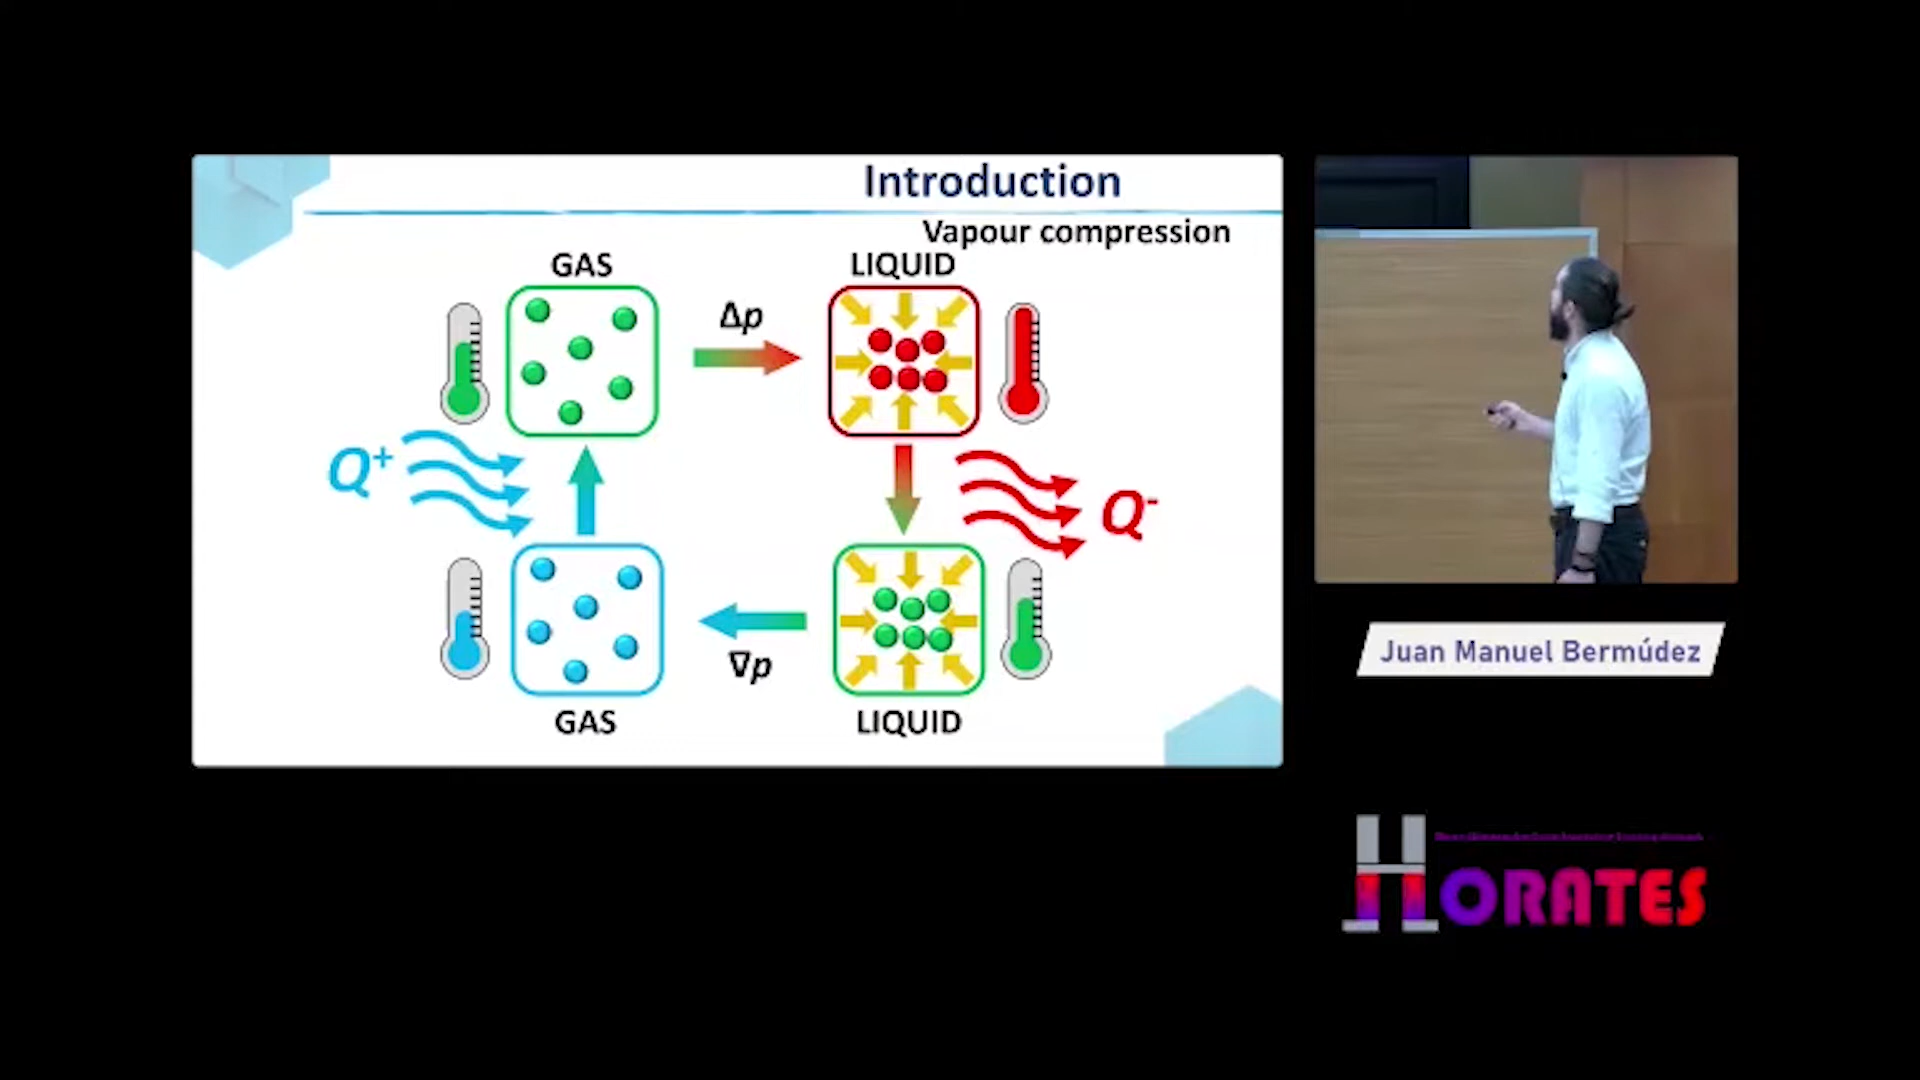 Introduction
Vapour compression
GAS
LIQUID
Δp
Q⁺
Q⁻
∇p
GAS
LIQUID
Juan Manuel Bermúdez
HORATES